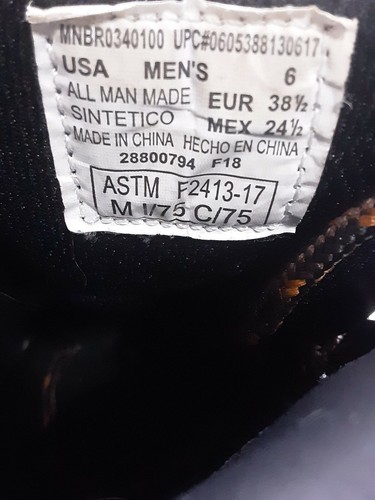 MNBR0340100 UPC#0605388130617
USA MEN'S 6
ALL MAN MADE EUR 38½
SINTETICO MEX 24½
MADE IN CHINA HECHO EN CHINA
28800794 F18
ASTM F2413-17
M I/75 C/75